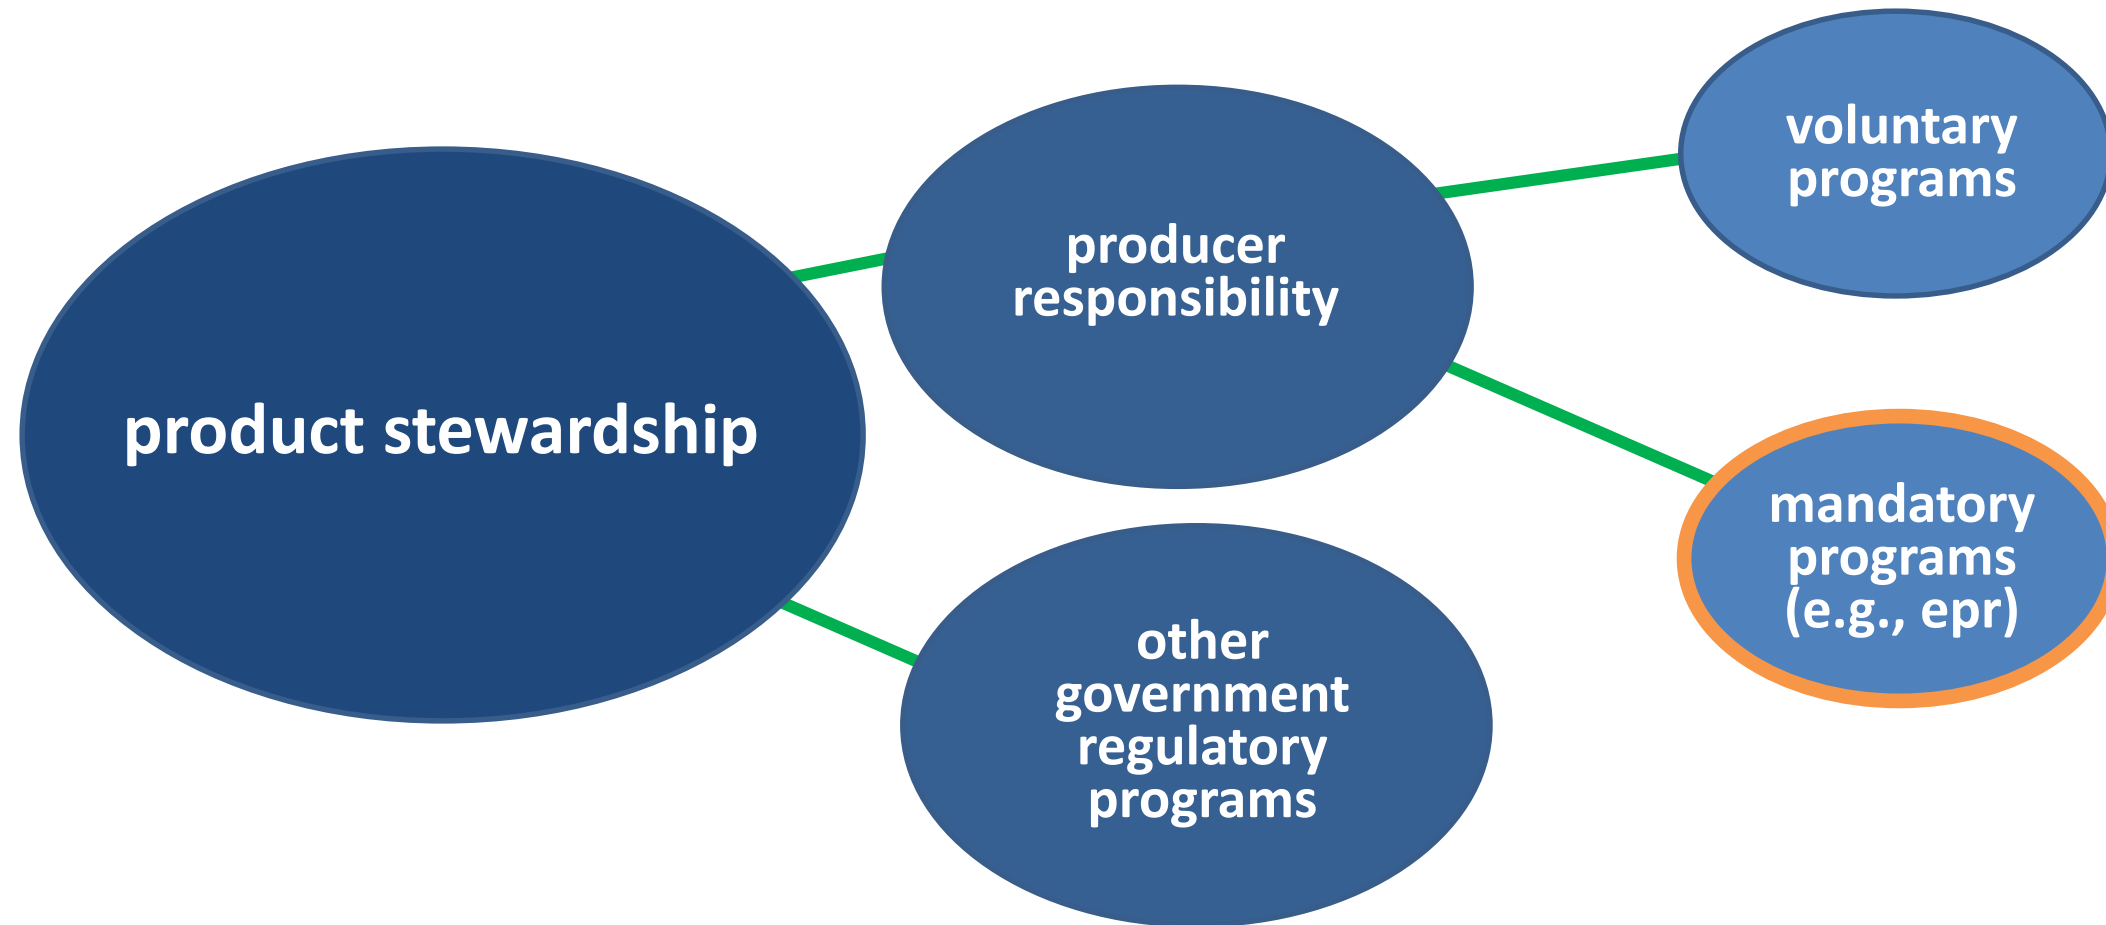 product stewardship
producer
responsibility
other
government
regulatory
programs
voluntary
programs
mandatory
programs
(e.g., epr)